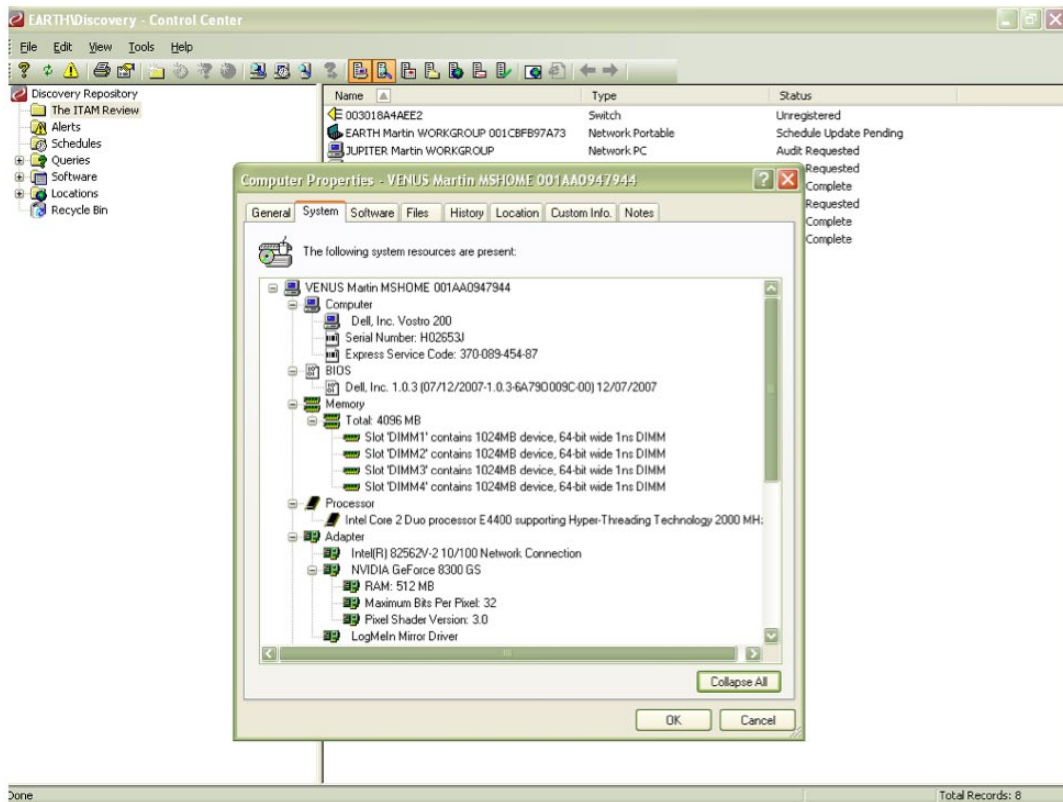 EARTH\Discovery - Control Center
File Edit View Tools Help
Discovery Repository
The ITAM Review
Alerts
Schedules
Queries
Software
Locations
Recycle Bin
Name Type Status
003018A4AEE2 Switch Unregistered
EARTH Martin WORKGROUP 001CBFB97A73 Network Portable Schedule Update Pending
JUPITER Martin WORKGROUP Network PC Audit Requested
Requested
Complete
Requested
Complete
Complete
Computer Properties - VENUS Martin MSHOME 001AA0947944
General System Software Files History Location Custom Info. Notes
The following system resources are present:
VENUS Martin MSHOME 001AA0947944
Computer
Dell, Inc. Vostro 200
Serial Number: H02653J
Express Service Code: 370-089-454-87
BIOS
Dell, Inc. 1.0.3 (07/12/2007-1.0.3-6A79O009C-00) 12/07/2007
Memory
Total: 4096 MB
Slot 'DIMM1' contains 1024MB device, 64-bit wide 1ns DIMM
Slot 'DIMM2' contains 1024MB device, 64-bit wide 1ns DIMM
Slot 'DIMM3' contains 1024MB device, 64-bit wide 1ns DIMM
Slot 'DIMM4' contains 1024MB device, 64-bit wide 1ns DIMM
Processor
Intel Core 2 Duo processor E4400 supporting Hyper-Threading Technology 2000 MH
Adapter
Intel(R) 82562V-2 10/100 Network Connection
NVIDIA GeForce 8300 GS
RAM: 512 MB
Maximum Bits Per Pixel: 32
Pixel Shader Version: 3.0
LogMeIn Mirror Driver
Collapse All
OK Cancel
Done Total Records: 8